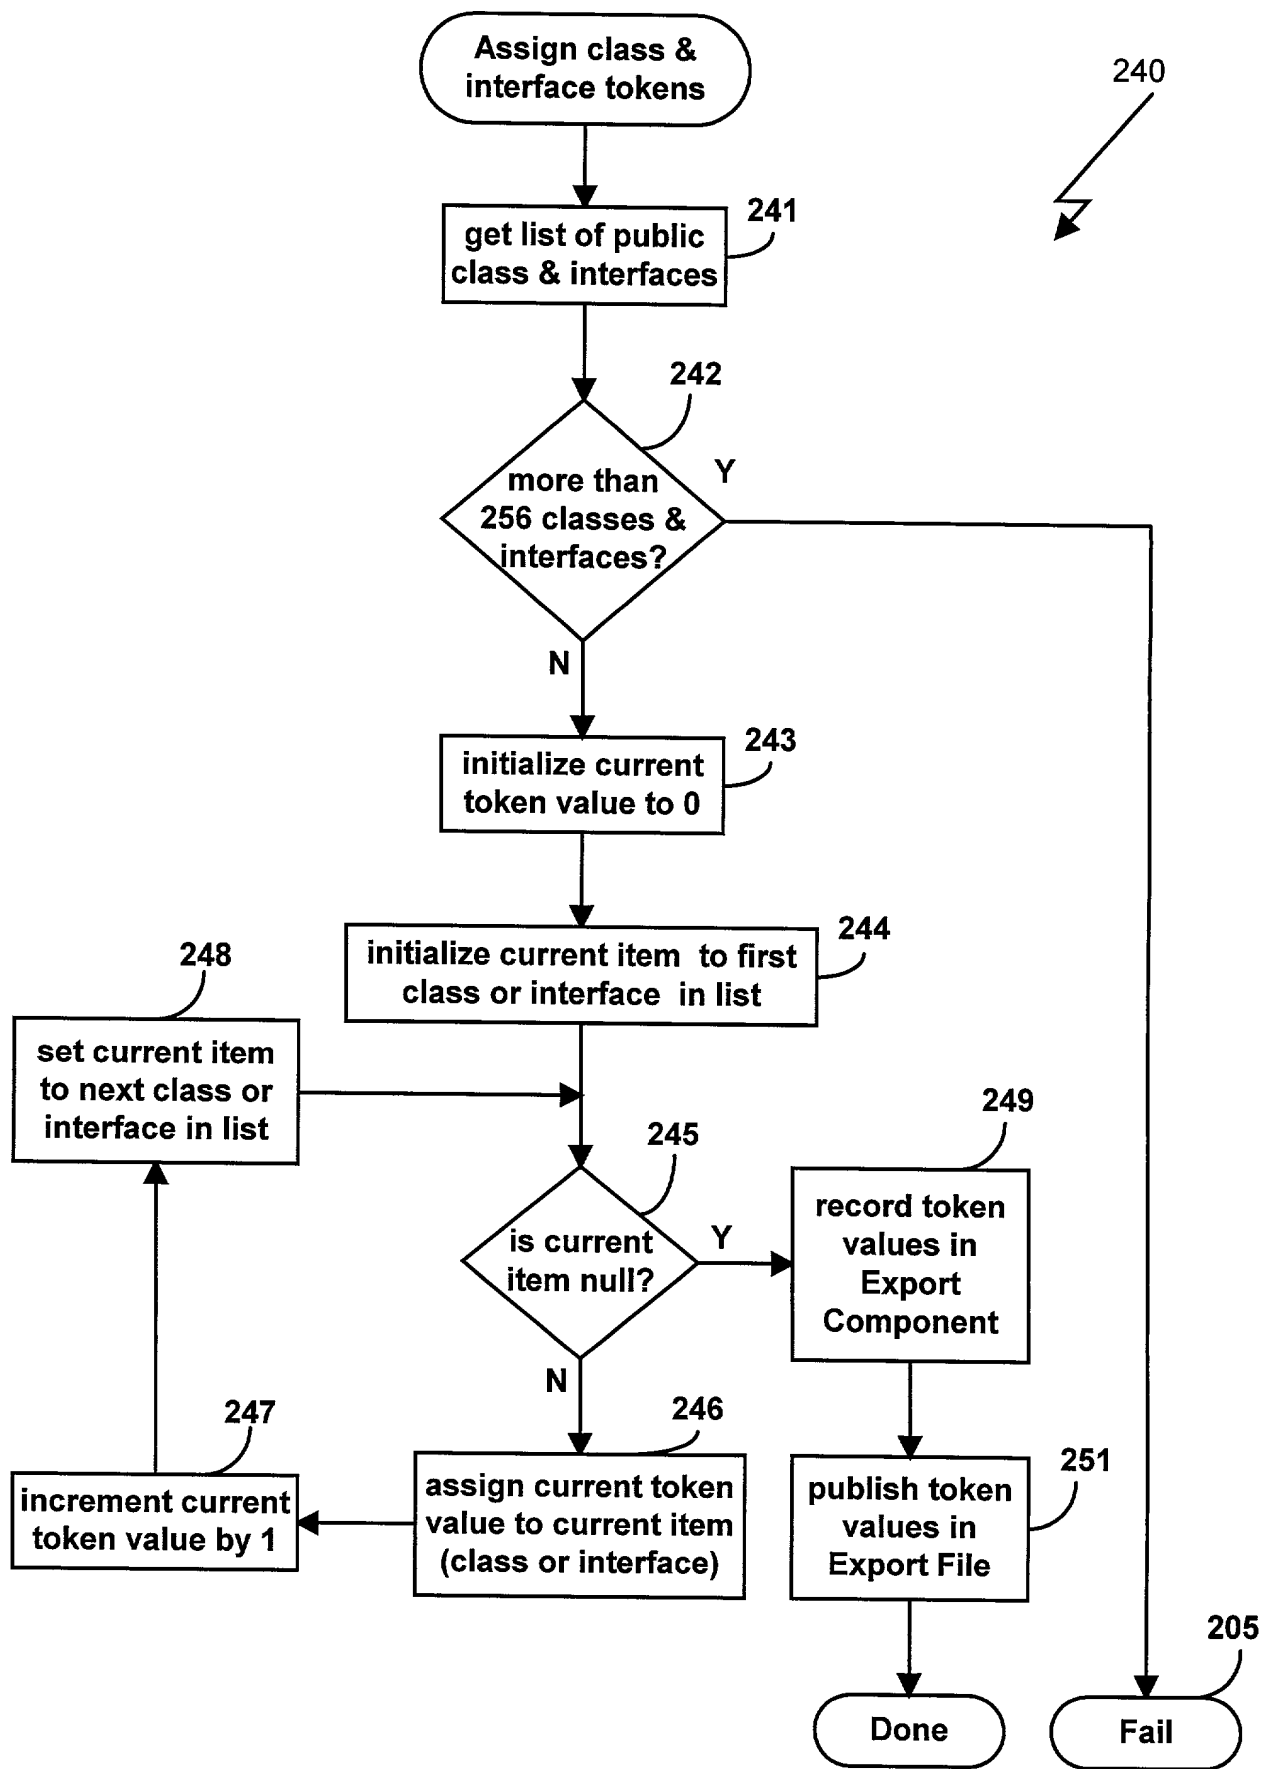 Assign class &
interface tokens
240
241
get list of public
class & interfaces
242
Y
more than
256 classes &
interfaces?
N
243
initialize current
token value to 0
244
initialize current item to first
class or interface in list
248
set current item
to next class or
interface in list
249
245
record token
values in
Export
Component
Y
is current
item null?
N
247
246
251
increment current
token value by 1
assign current token
value to current item
(class or interface)
publish token
values in
Export File
205
Done
Fail